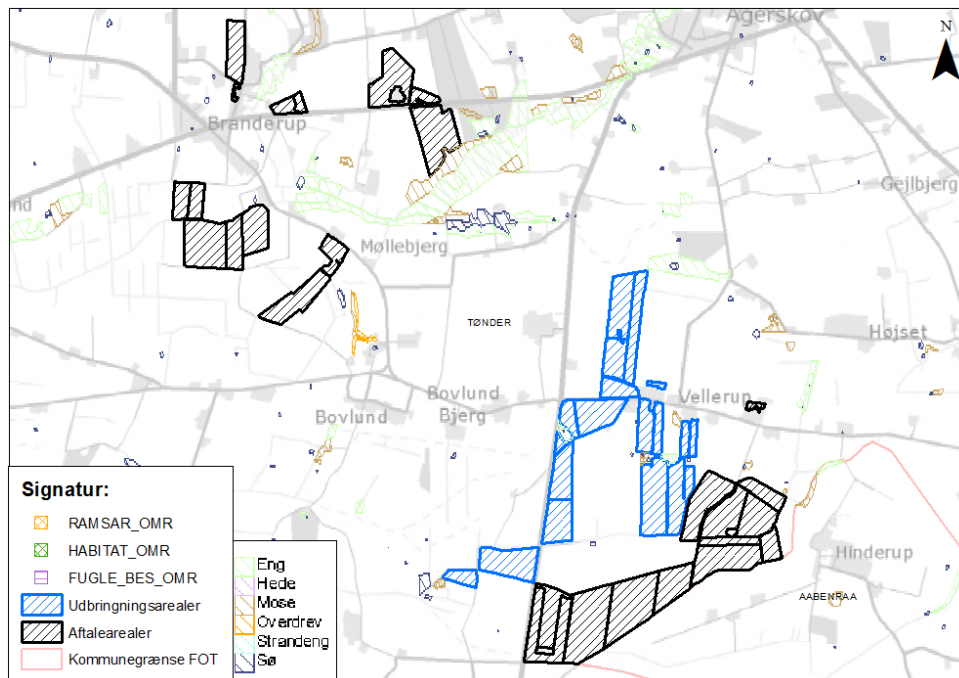 Agerskov
N
Branderup
Gejlbjerg
nd
Møllebjerg
TØNDER
Højset
Vellerup
Bovlund
Bjerg
Bovlund
Signatur:
RAMSAR_OMR
HABITAT_OMR
FUGLE_BES_OMR
Udbringningsarealer
Aftalearealer
Kommunegrænse FOT
Eng
Hede
Mose
Overdrev
Strandeng
Sø
Hinderup
AABENRAA